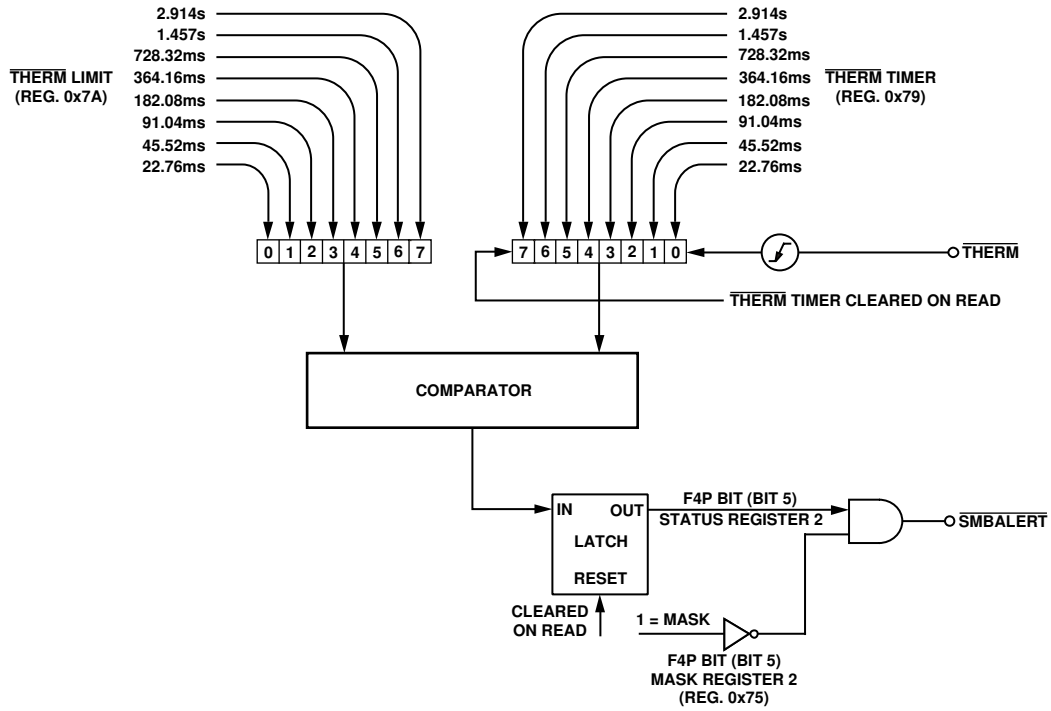 2.914s
1.457s
728.32ms
364.16ms
182.08ms
91.04ms
45.52ms
22.76ms
THERM LIMIT
(REG. 0x7A)
2.914s
1.457s
728.32ms
364.16ms
182.08ms
91.04ms
45.52ms
22.76ms
THERM TIMER
(REG. 0x79)
0 1 2 3 4 5 6 7
7 6 5 4 3 2 1 0
THERM
THERM TIMER CLEARED ON READ
COMPARATOR
IN OUT
LATCH
RESET
F4P BIT (BIT 5)
STATUS REGISTER 2
SMBALERT
CLEARED
ON READ
1 = MASK
F4P BIT (BIT 5)
MASK REGISTER 2
(REG. 0x75)